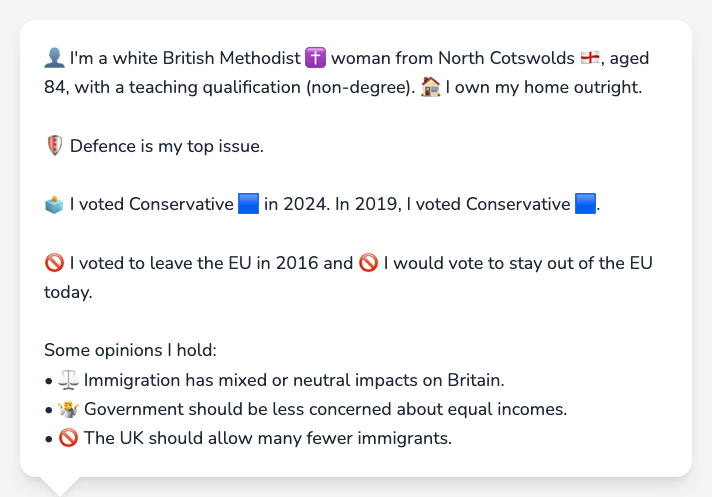 👤 I'm a white British Methodist ✝️ woman from North Cotswolds 🏴󠁧󠁢󠁥󠁮󠁧󠁿, aged
84, with a teaching qualification (non-degree). 🏠 I own my home outright.
🛡️ Defence is my top issue.
🗳️ I voted Conservative 🟦 in 2024. In 2019, I voted Conservative 🟦.
🚫 I voted to leave the EU in 2016 and 🚫 I would vote to stay out of the EU
today.
Some opinions I hold:
• ⚖️ Immigration has mixed or neutral impacts on Britain.
• 🤷 Government should be less concerned about equal incomes.
• 🚫 The UK should allow many fewer immigrants.